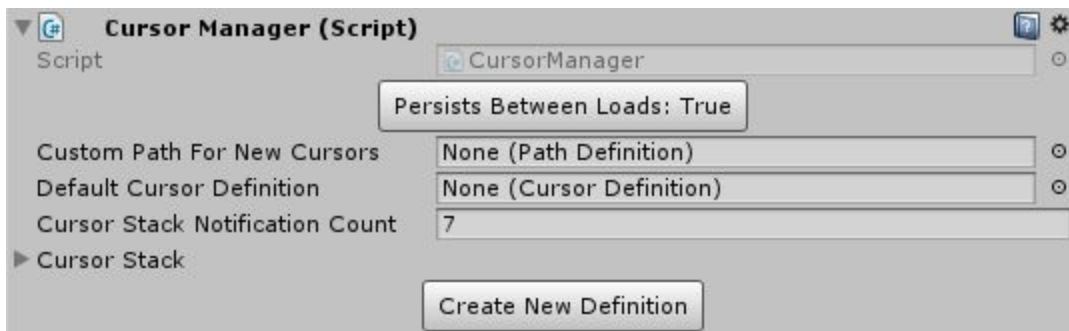 Cursor Manager (Script)
Script CursorManager
Persists Between Loads: True
Custom Path For New Cursors None (Path Definition)
Default Cursor Definition None (Cursor Definition)
Cursor Stack Notification Count 7
Cursor Stack
Create New Definition